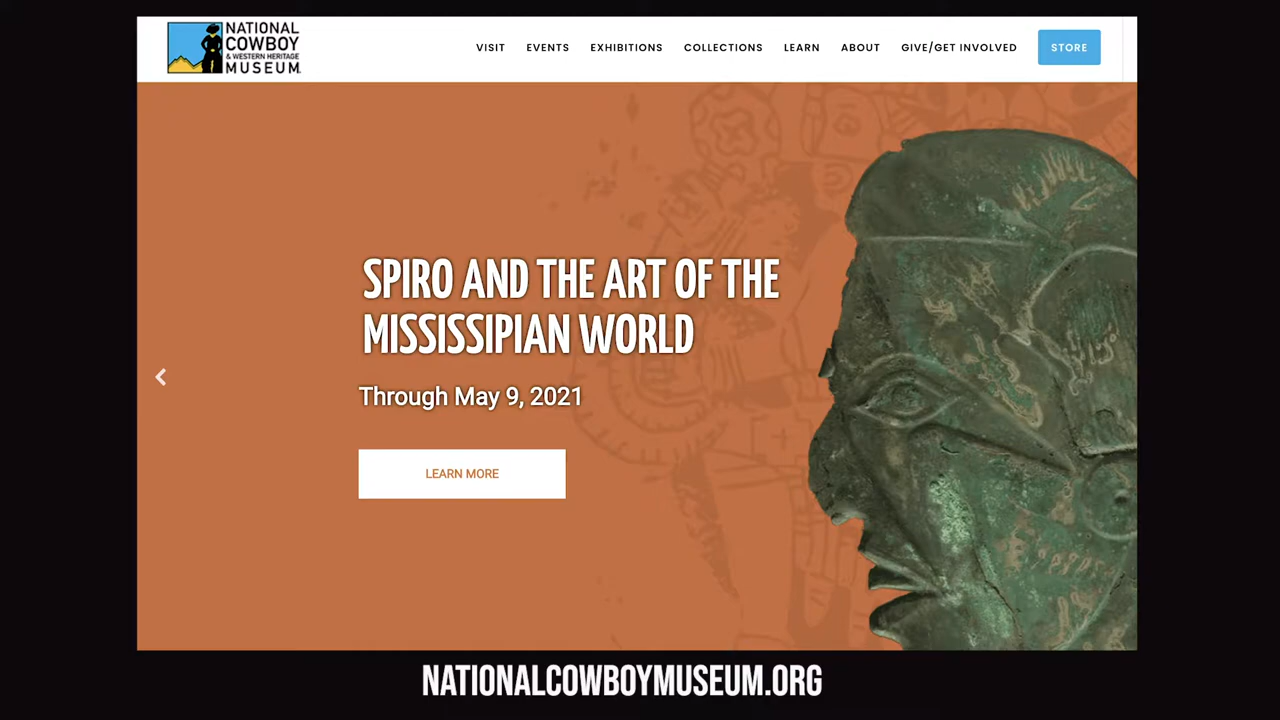 NATIONAL
COWBOY
& WESTERN HERITAGE
MUSEUM
VISIT EVENTS EXHIBITIONS COLLECTIONS LEARN ABOUT GIVE/GET INVOLVED STORE
SPIRO AND THE ART OF THE
MISSISSIPIAN WORLD
Through May 9, 2021
LEARN MORE
NATIONALCOWBOYMUSEUM.ORG